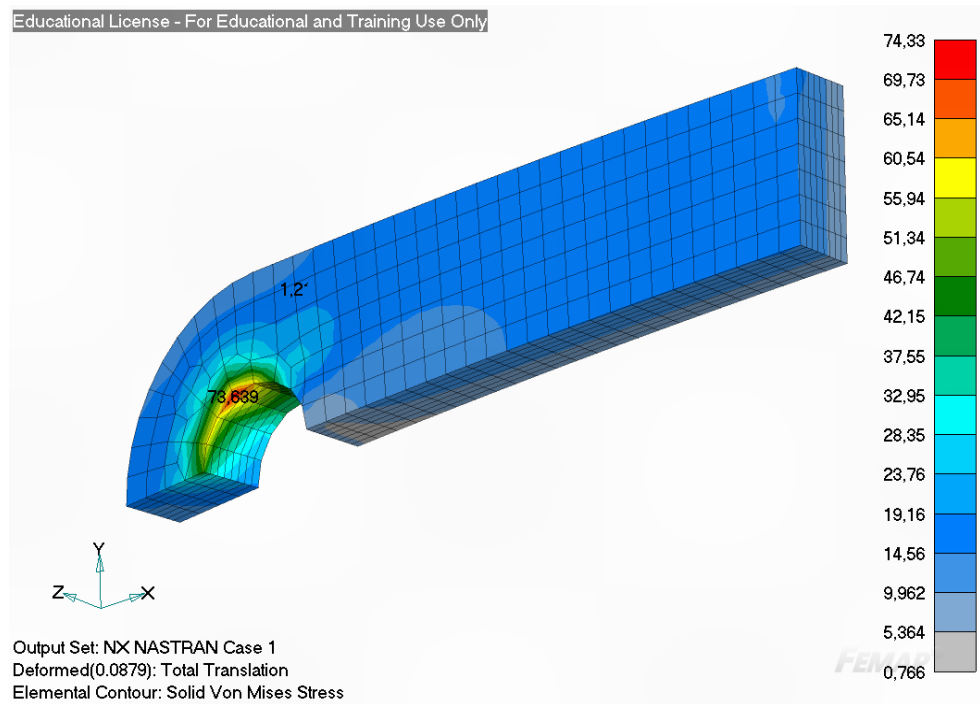 Educational License - For Educational and Training Use Only
74,33
69,73
65,14
60,54
55,94
51,34
46,74
42,15
37,55
32,95
28,35
23,76
19,16
14,56
9,962
5,364
0,766
73,639
Y
Z
X
Output Set: NX NASTRAN Case 1
Deformed(0.0879): Total Translation
Elemental Contour: Solid Von Mises Stress
FEMAP